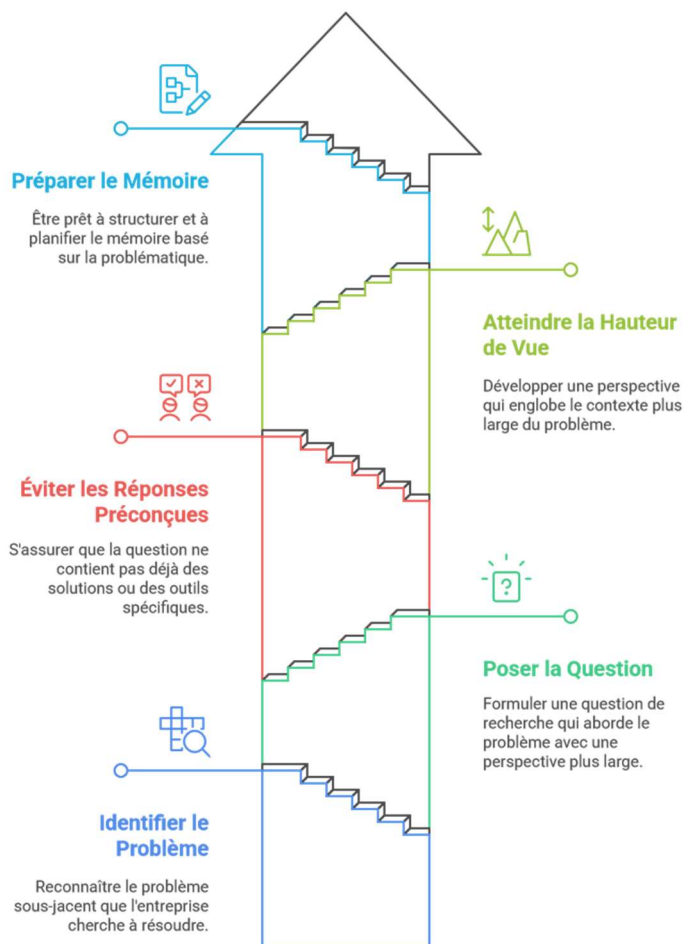 Préparer le Mémoire
Être prêt à structurer et à
planifier le mémoire basé
sur la problématique.
Atteindre la Hauteur
de Vue
Développer une perspective
qui englobe le contexte plus
large du problème.
Éviter les Réponses
Préconçues
S'assurer que la question ne
contient pas déjà des
solutions ou des outils
spécifiques.
?
Poser la Question
Formuler une question de
recherche qui aborde le
problème avec une
perspective plus large.
Identifier le
Problème
Reconnaître le problème
sous-jacent que l'entreprise
cherche à résoudre.